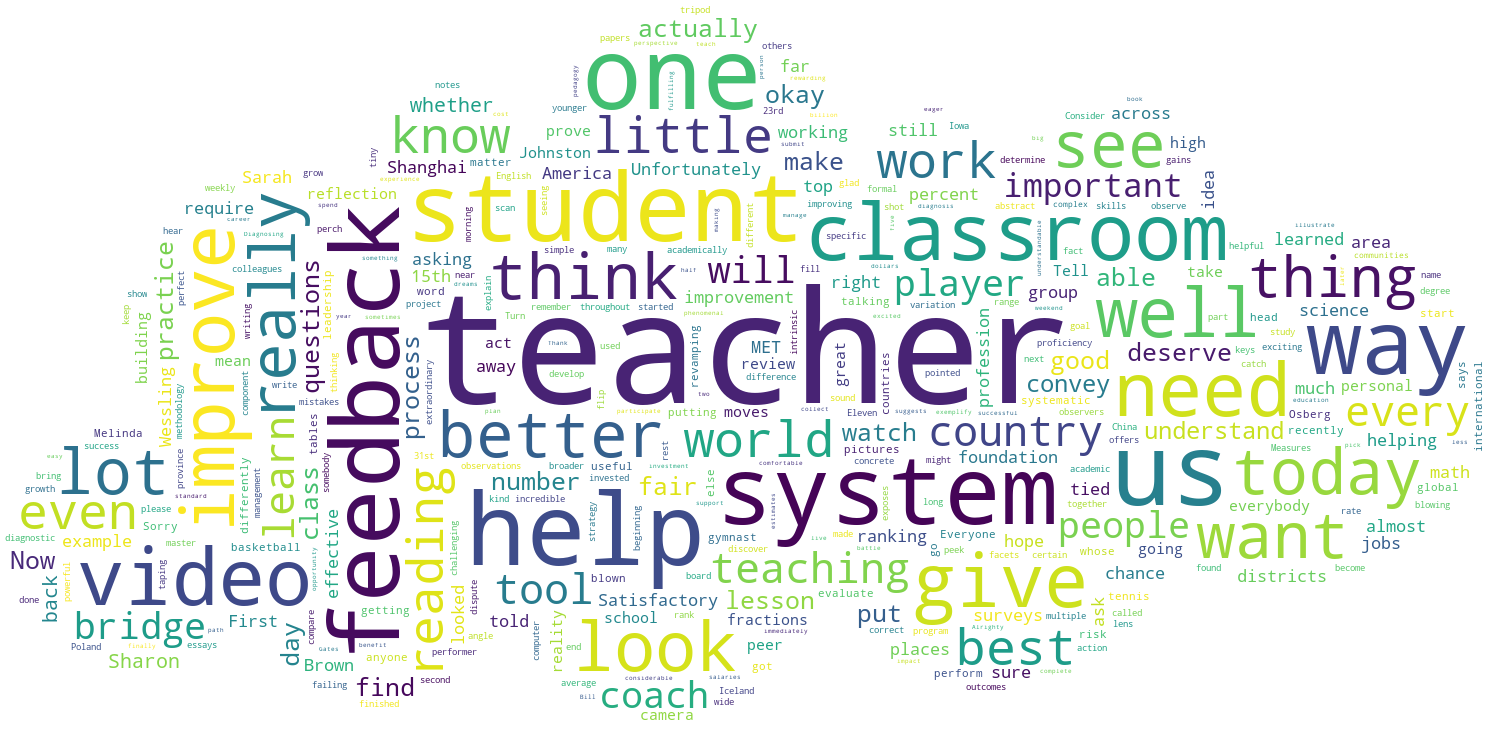 tripod
actually
papers
perspective
teach
others
one
pedagogy
fulfilling
person
far
rewarding
okay
notes
whether
younger
23rd
know
cost
little
prove
working
billion
submit
eager
still
Iowa
book
Consider
across
big
see
high
work
determine
gains
tiny
Shanghai
matter
Johnston
America
Unfortunately
make
idea
grow
experience
English
top
percent
glad
formal
important
weekly
Sarah
reflection
student
scan
seeing
making
different
manage
improving
shot
diagnosis
abstract
complex
skills
observe
require
career
spend
perch
morning
classroom
illustrate
hear
Diagnosing
something
asking
simple
many
academically
specific
live
fact
helpful
learned
area
colleagues
really
feedback
15th
near
dreams
think
half
will
fill
right
dollars
understandable
Tell
able
take
thing
communities
show
perfect
improve
questions
word
explain
improvement
talking
player
group
name
keep
practice
leadership
project
remember
throughout
started
phenomenal
range
variation
excited
weekend
well
science
degree
building
writing
year
sometimes
Turn
teacher
part
head
start
mean
component
thinking
process
act
used
revamping
MET
intrinsic
goal
proficiency
study
exciting
way
write
away
develop
review
great
countries
profession
next
good
deserve
keys
catch
says
Wessling
methodology
mistakes
extraordinary
flip
two
difference
sound
pointed
convey
need
much
personal
education
international
differently
learn
tables
plan
participate
putting
moves
collect
Eleven
suggests
exemplify
successful
systematic
observers
every
less
Melinda
success
better
world
watch
country
China
understand
Osberg
recently
pick
easy
lot
province
management
somebody
31st
rest
pictures
concrete
might
foundation
offers
helping
bring
growth
standard
class
observations
broader
useful
investment
comfortable
academic
us
Measures
today
math
even
please
number
kind
incredible
invested
fair
else
support
system
long
tied
together
global
diagnostic
Sorry
reading
help
strategy
beginning
estimates
exposes
people
everybody
blowing
example
master
basketball
effective
challenging
gymnast
discover
live
made
ranking
battle
peek
go
Everyone
hope
facets
certain
whose
going
want
rate
almost
Now
powerful
taping
video
opportunity
tool
blown
teaching
give
found
become
jobs
back
done
getting
dispute
board
evaluate
chance
districts
bridge
First
day
compare
looked
told
Satisfactory
lesson
put
surveys
ask
tennis
path
essays
school
rank
fractions
correct
program
called
multiple
lens
Poland
finally
benefit
angle
performer
computer
reality
look
immediately
peer
places
Airighty
best
risk
action
Sharon
Gates
Brown
anyone
second
end
got
impact
perform
sure
complete
failing
find
average
considerable
salaries
outcomes
finished
Bill
coach
Iceland
wide
camera